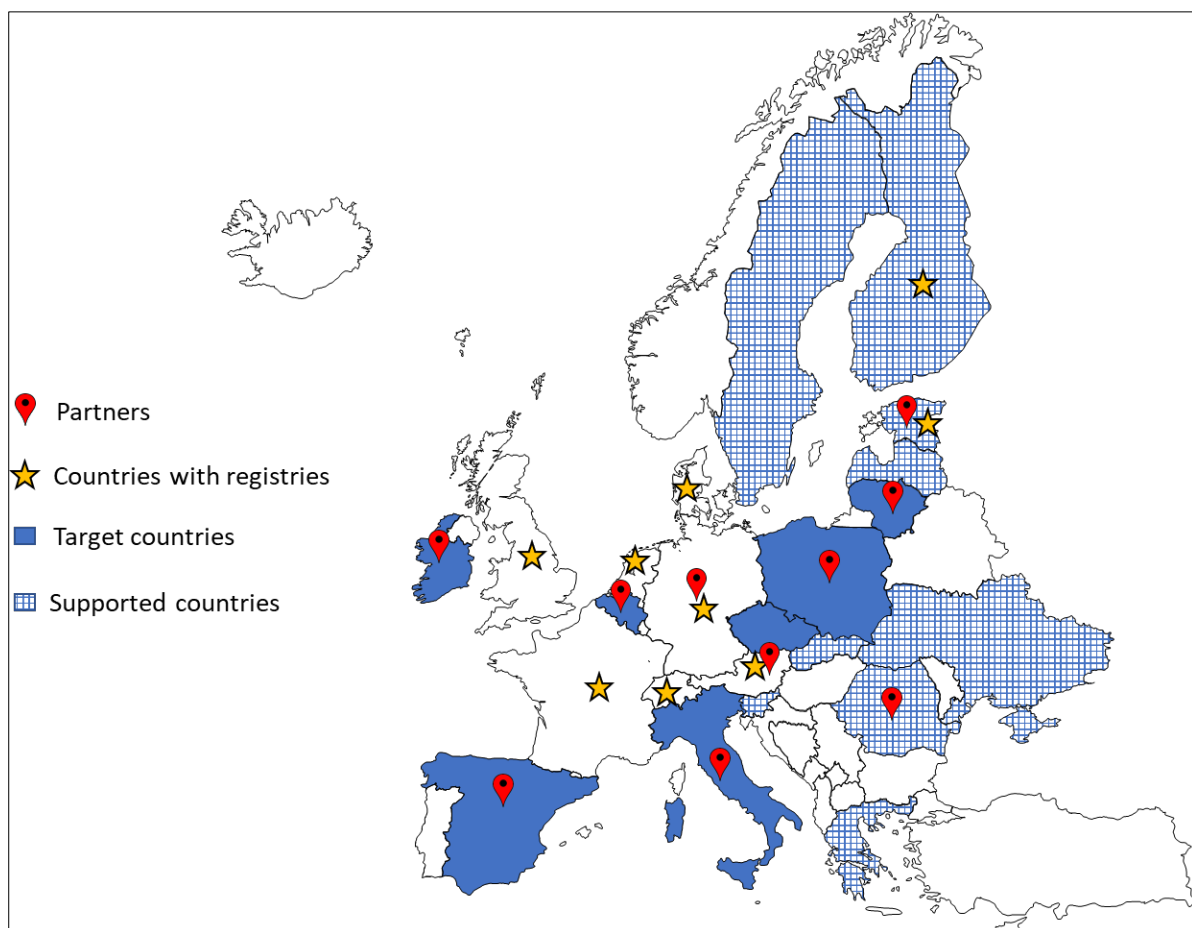 Partners
Countries with registries
Target countries
Supported countries